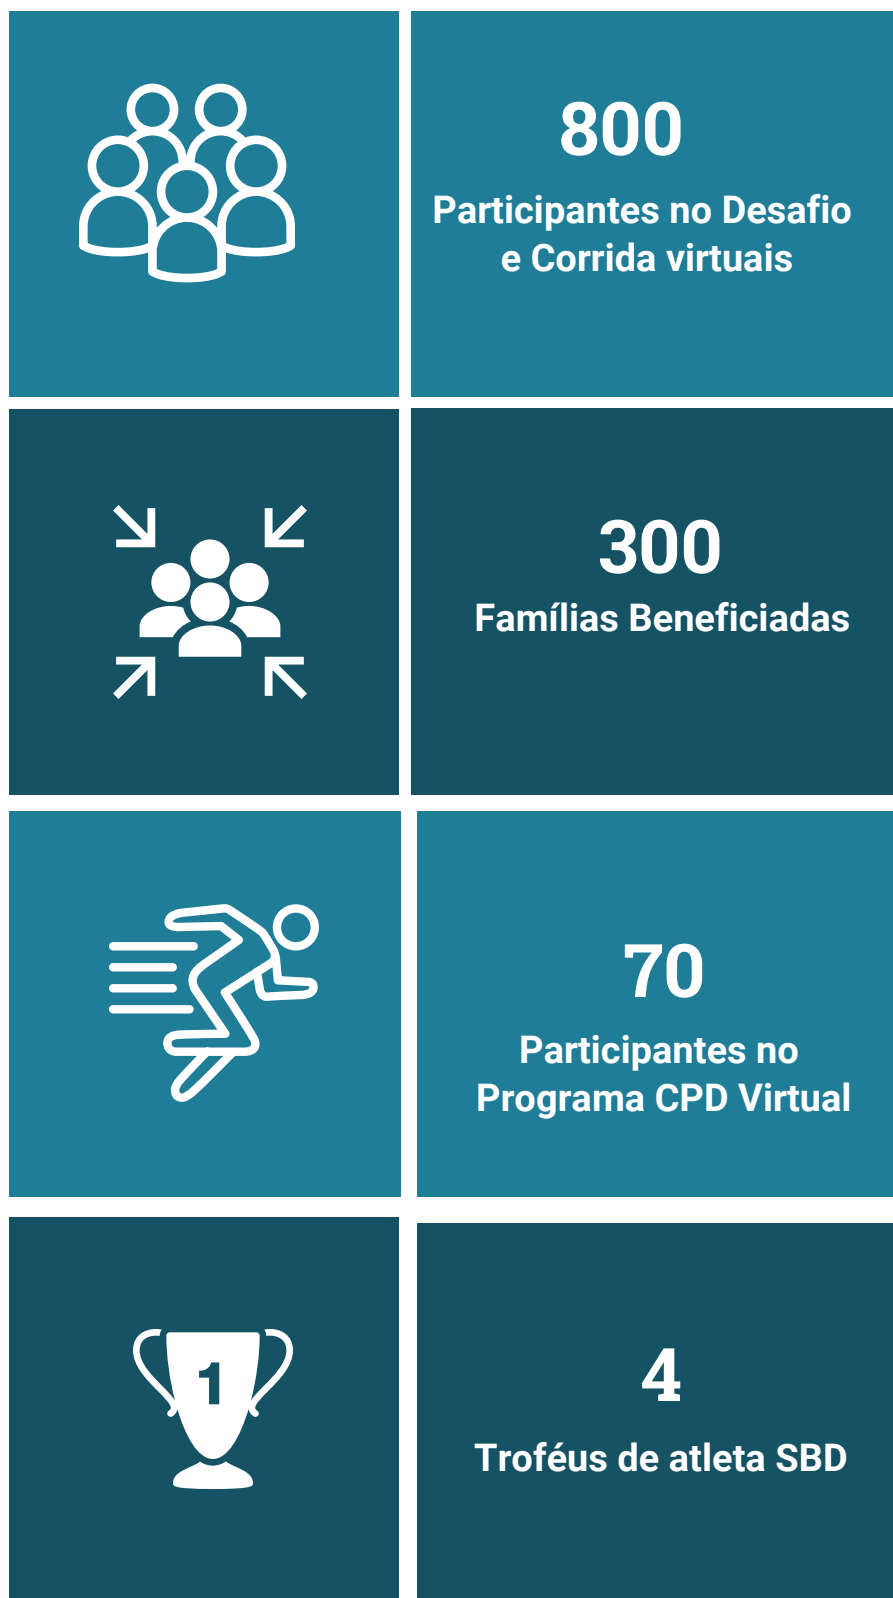 800
Participantes no Desafio
e Corrida virtuais
300
Famílias Beneficiadas
70
Participantes no
Programa CPD Virtual
1
4
Troféus de atleta SBD